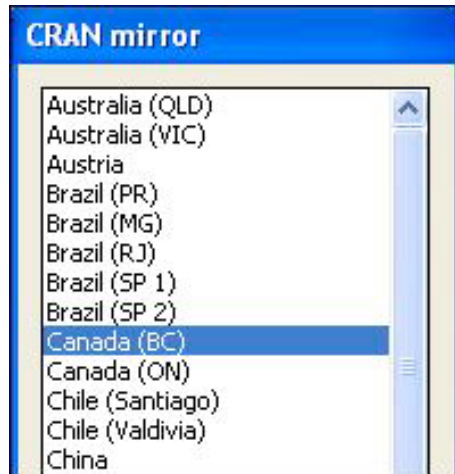 CRAN mirror
Australia (QLD)
Australia (VIC)
Austria
Brazil (PR)
Brazil (MG)
Brazil (RJ)
Brazil (SP 1)
Brazil (SP 2)
Canada (BC)
Canada (ON)
Chile (Santiago)
Chile (Valdivia)
China